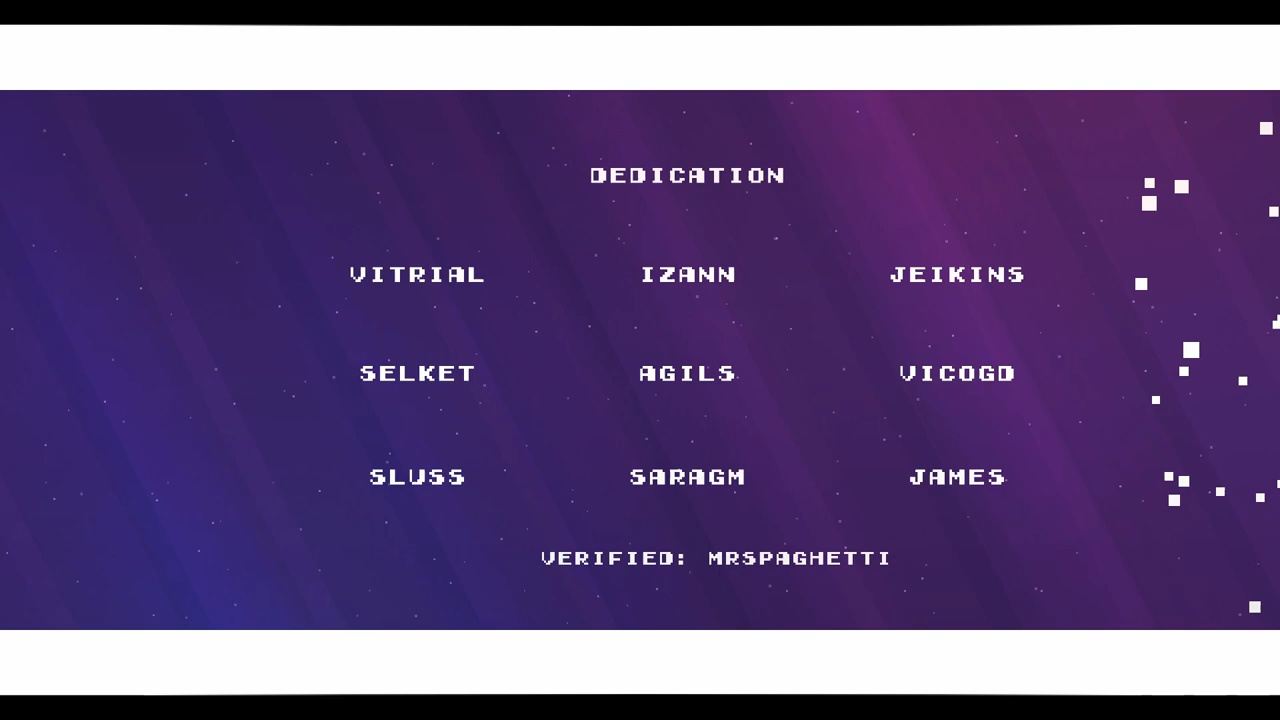 DEDICATION
VITRIAL IZANN JEIKINS
SELKET AGILS VICOGD
SLUSS SARAGM JAMES
VERIFIED: MRSPAGHETTI